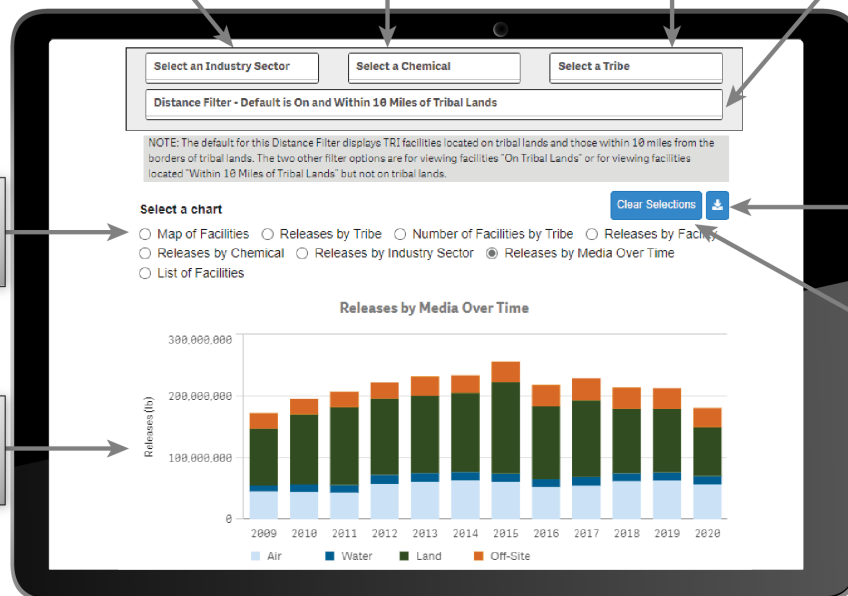 Select an Industry Sector
Select a Chemical
Select a Tribe
Distance Filter - Default is On and Within 10 Miles of Tribal Lands
NOTE: The default for this Distance Filter displays TRI facilities located on tribal lands and those within 10 miles from the
borders of tribal lands. The two other filter options are for viewing facilities "On Tribal Lands" or for viewing facilities
located "Within 10 Miles of Tribal Lands" but not on tribal lands.
Clear Selections
Select a chart
Map of Facilities Releases by Tribe Number of Facilities by Tribe Releases by Facility
Releases by Chemical Releases by Industry Sector Releases by Media Over Time
List of Facilities
Releases by Media Over Time
Releases (lb)
300,000,000
200,000,000
100,000,000
0
2009 2010 2011 2012 2013 2014 2015 2016 2017 2018 2019 2020
Air Water Land Off-Site